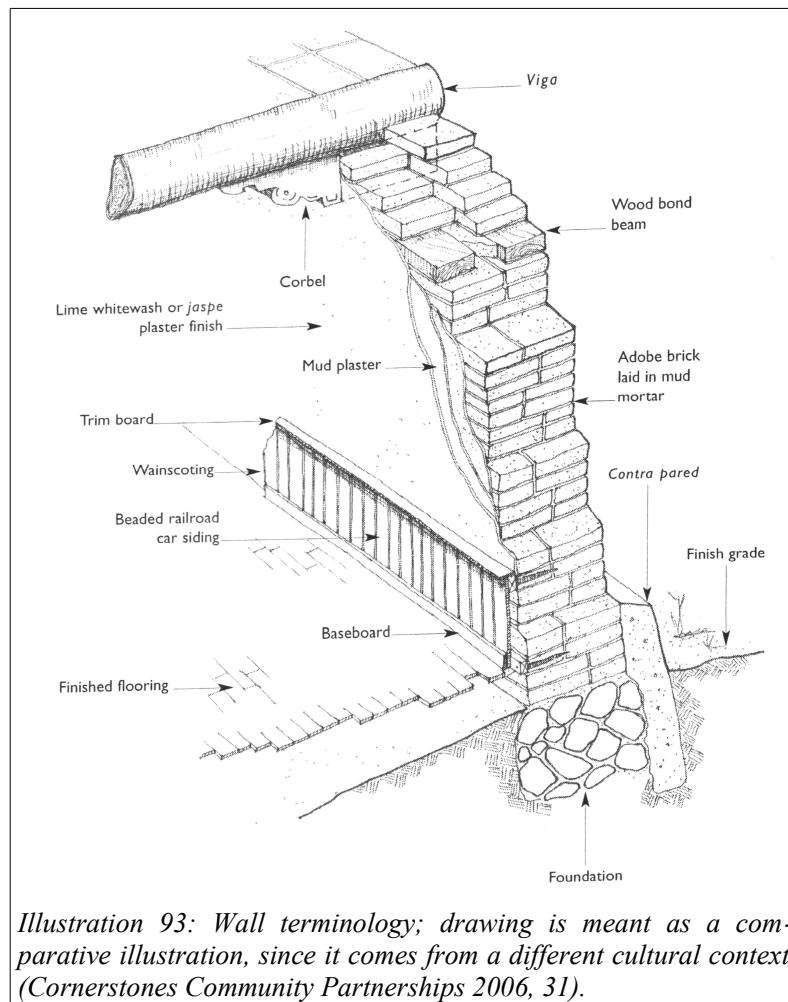 Viga
Wood bond
beam
Corbel
Lime whitewash or jaspe
plaster finish
Mud plaster
Adobe brick
laid in mud
mortar
Trim board
Wainscoting
Contra pared
Beaded railroad
car siding
Finish grade
Baseboard
Finished flooring
Foundation
Illustration 93: Wall terminology; drawing is meant as a com-
parative illustration, since it comes from a different cultural context
(Cornerstones Community Partnerships 2006, 31).